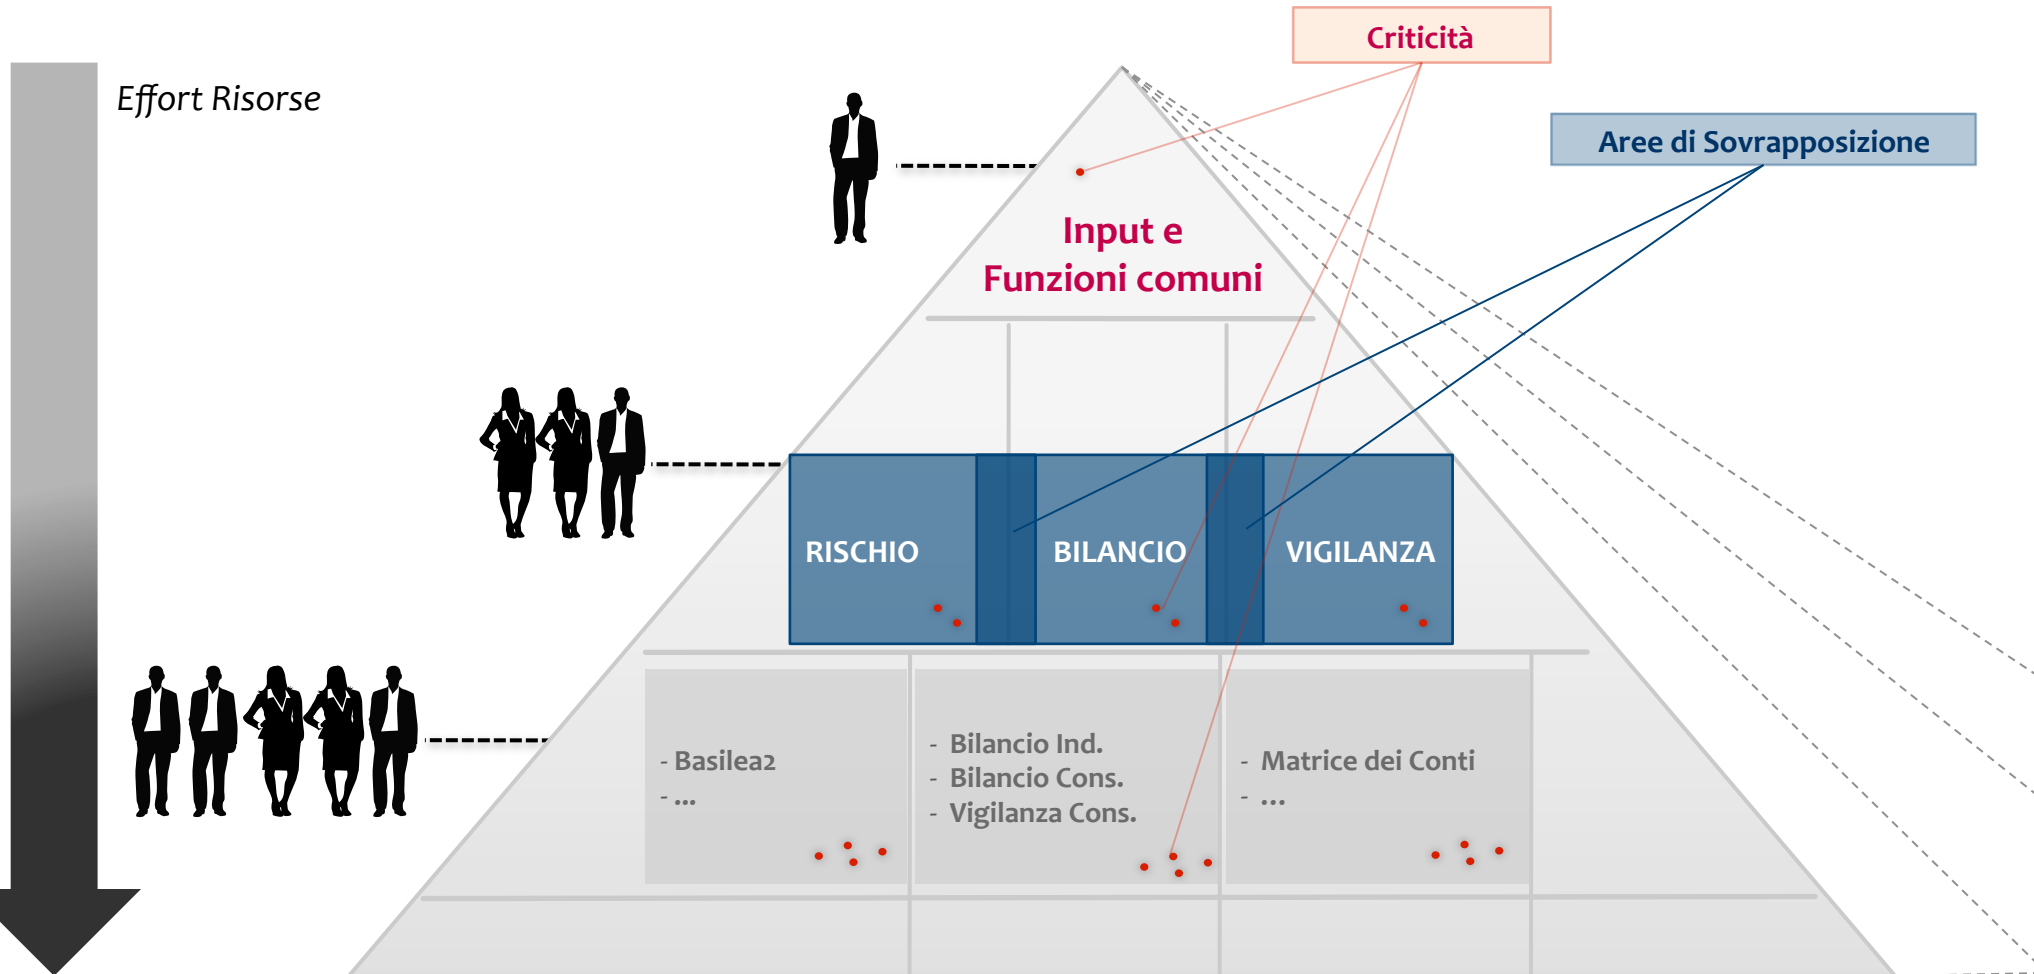 Criticità
Effort Risorse
Aree di Sovrapposizione
Input e
Funzioni comuni
RISCHIO
BILANCIO
VIGILANZA
- Basilea2
- ...
- Bilancio Ind.
- Bilancio Cons.
- Vigilanza Cons.
- Matrice dei Conti
- ...